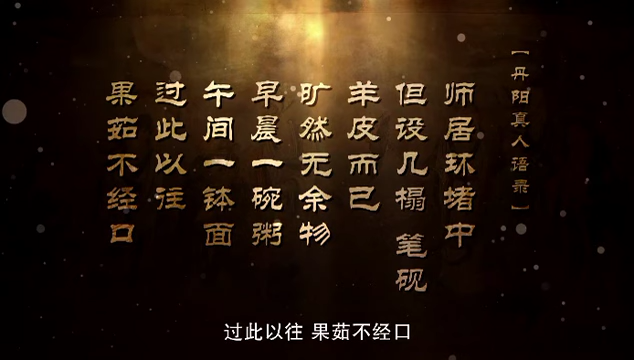 【丹阳真人语录】
师居环堵中
但设几榻 笔砚
羊皮而已
旷然无余物
早晨一碗粥
午间一钵面
过此以往
果茹不经口
过此以往 果茹不经口